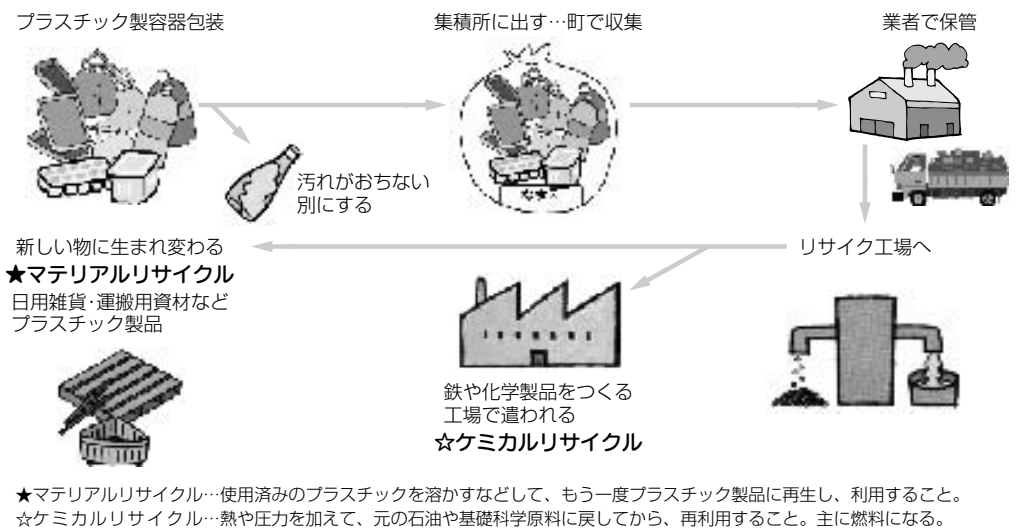 プラスチック製容器包装
集積所に出す…町で収集
業者で保管
汚れがおちない
別にする
新しい物に生まれ変わる
★マテリアルリサイクル
日用雑貨・運搬用資材など
プラスチック製品
リサイク工場へ
鉄や化学製品をつくる
工場で遣われる
☆ケミカルリサイクル
★マテリアルリサイクル…使用済みのプラスチックを溶かすなどして、もう一度プラスチック製品に再生し、利用すること。
☆ケミカルリサイクル…熱や圧力を加えて、元の石油や基礎科学原料に戻してから、再利用すること。主に燃料になる。